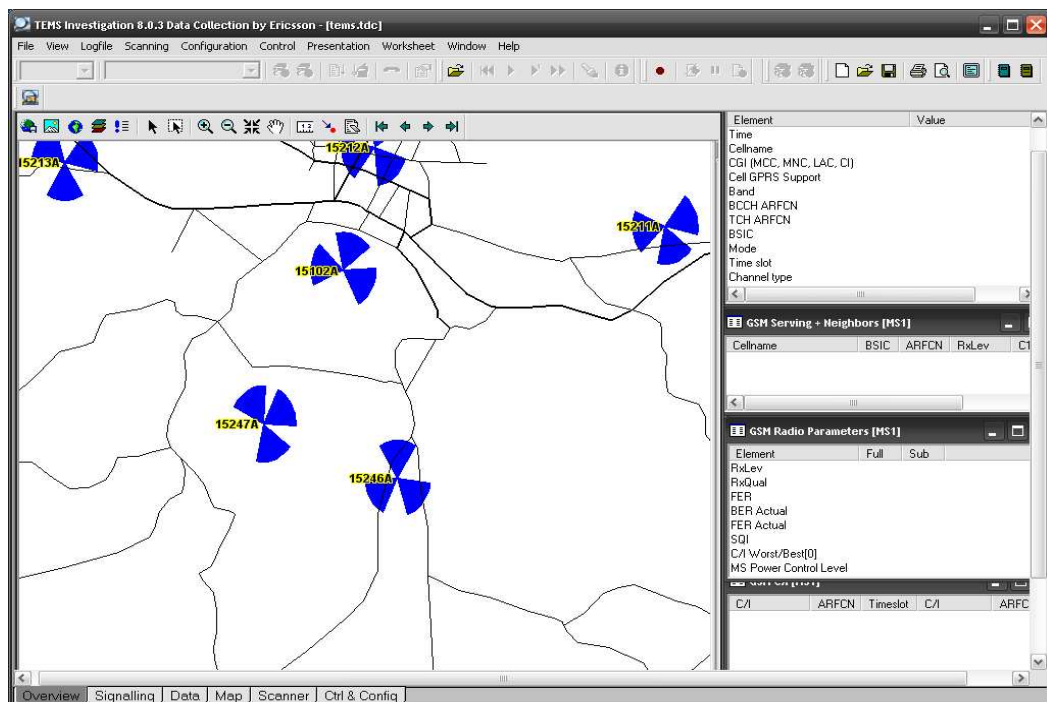 TEMS Investigation 8.0.3 Data Collection by Ericsson - [tems.tdc]
File View Logfile Scanning Configuration Control Presentation Worksheet Window Help
15213A
15212A
15211A
15102A
15247A
15246A
Element Value
Time
Cellname
CGI (MCC, MNC, LAC, CI)
Cell GPRS Support
Band
BCCH ARFCN
TCH ARFCN
BSIC
Mode
Time slot
Channel type
GSM Serving + Neighbors [MS1]
Cellname BSIC ARFCN RxLev C1
GSM Radio Parameters [MS1]
Element Full Sub
RxLev
RxQual
FER
BER Actual
FER Actual
SQI
C/I Worst/Best[0]
MS Power Control Level
C/I ARFCN Timeslot C/I ARFC
Overview Signalling Data Map Scanner Ctrl & Config